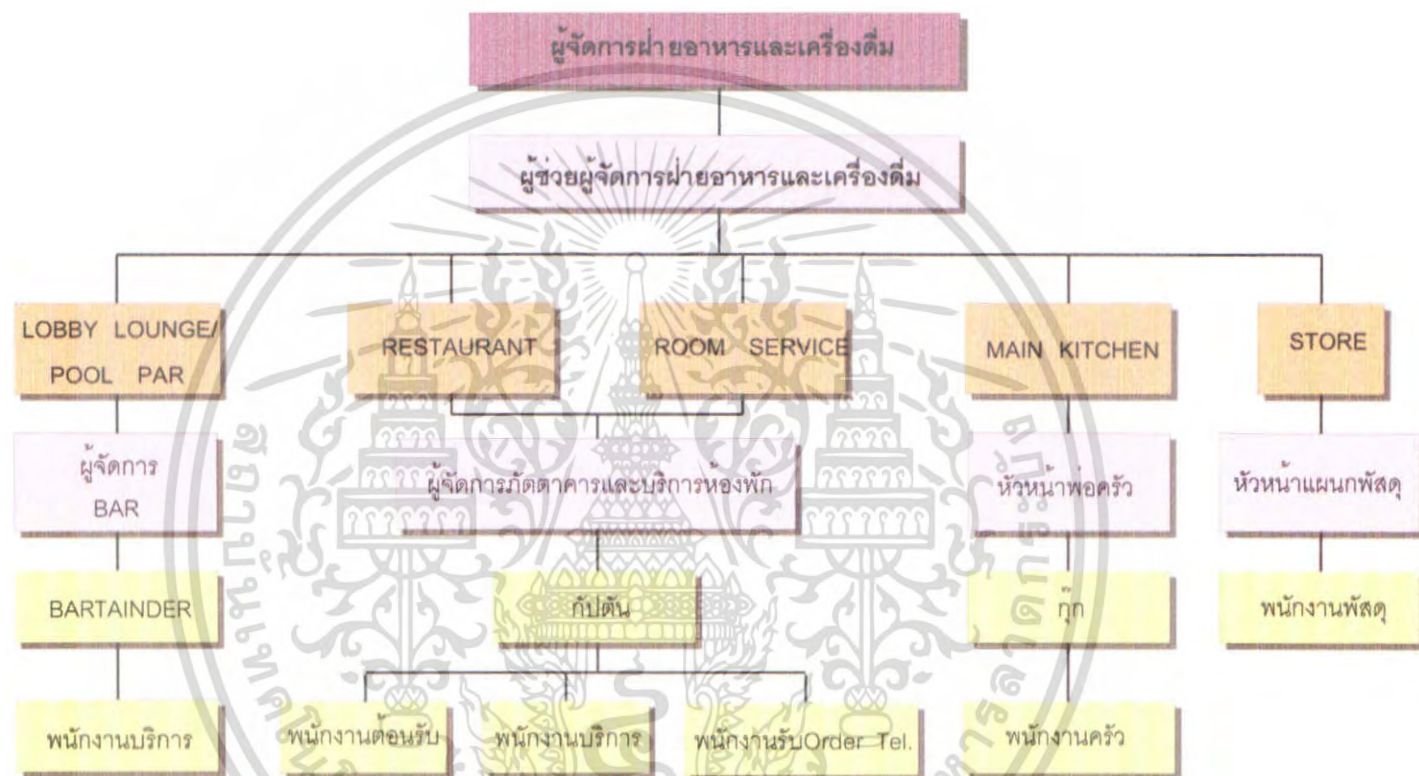 ผู้จัดการฝ่ายอาหารและเครื่องดื่ม
ผู้ช่วยผู้จัดการฝ่ายอาหารและเครื่องดื่ม
LOBBY LOUNGE/
POOL PAR
RESTAURANT
ROOM SERVICE
MAIN KITCHEN
STORE
ผู้จัดการ
BAR
ผู้จัดการภัตตาคารและบริการห้องพัก
หัวหน้าพ่อครัว
หัวหน้าแผนกพัสดุ
BARTAINDER
กัปตัน
กุ๊ก
พนักงานพัสดุ
พนักงานบริการ
พนักงานต้อนรับ
พนักงานบริการ
พนักงานรับOrder Tel.
พนักงานครัว